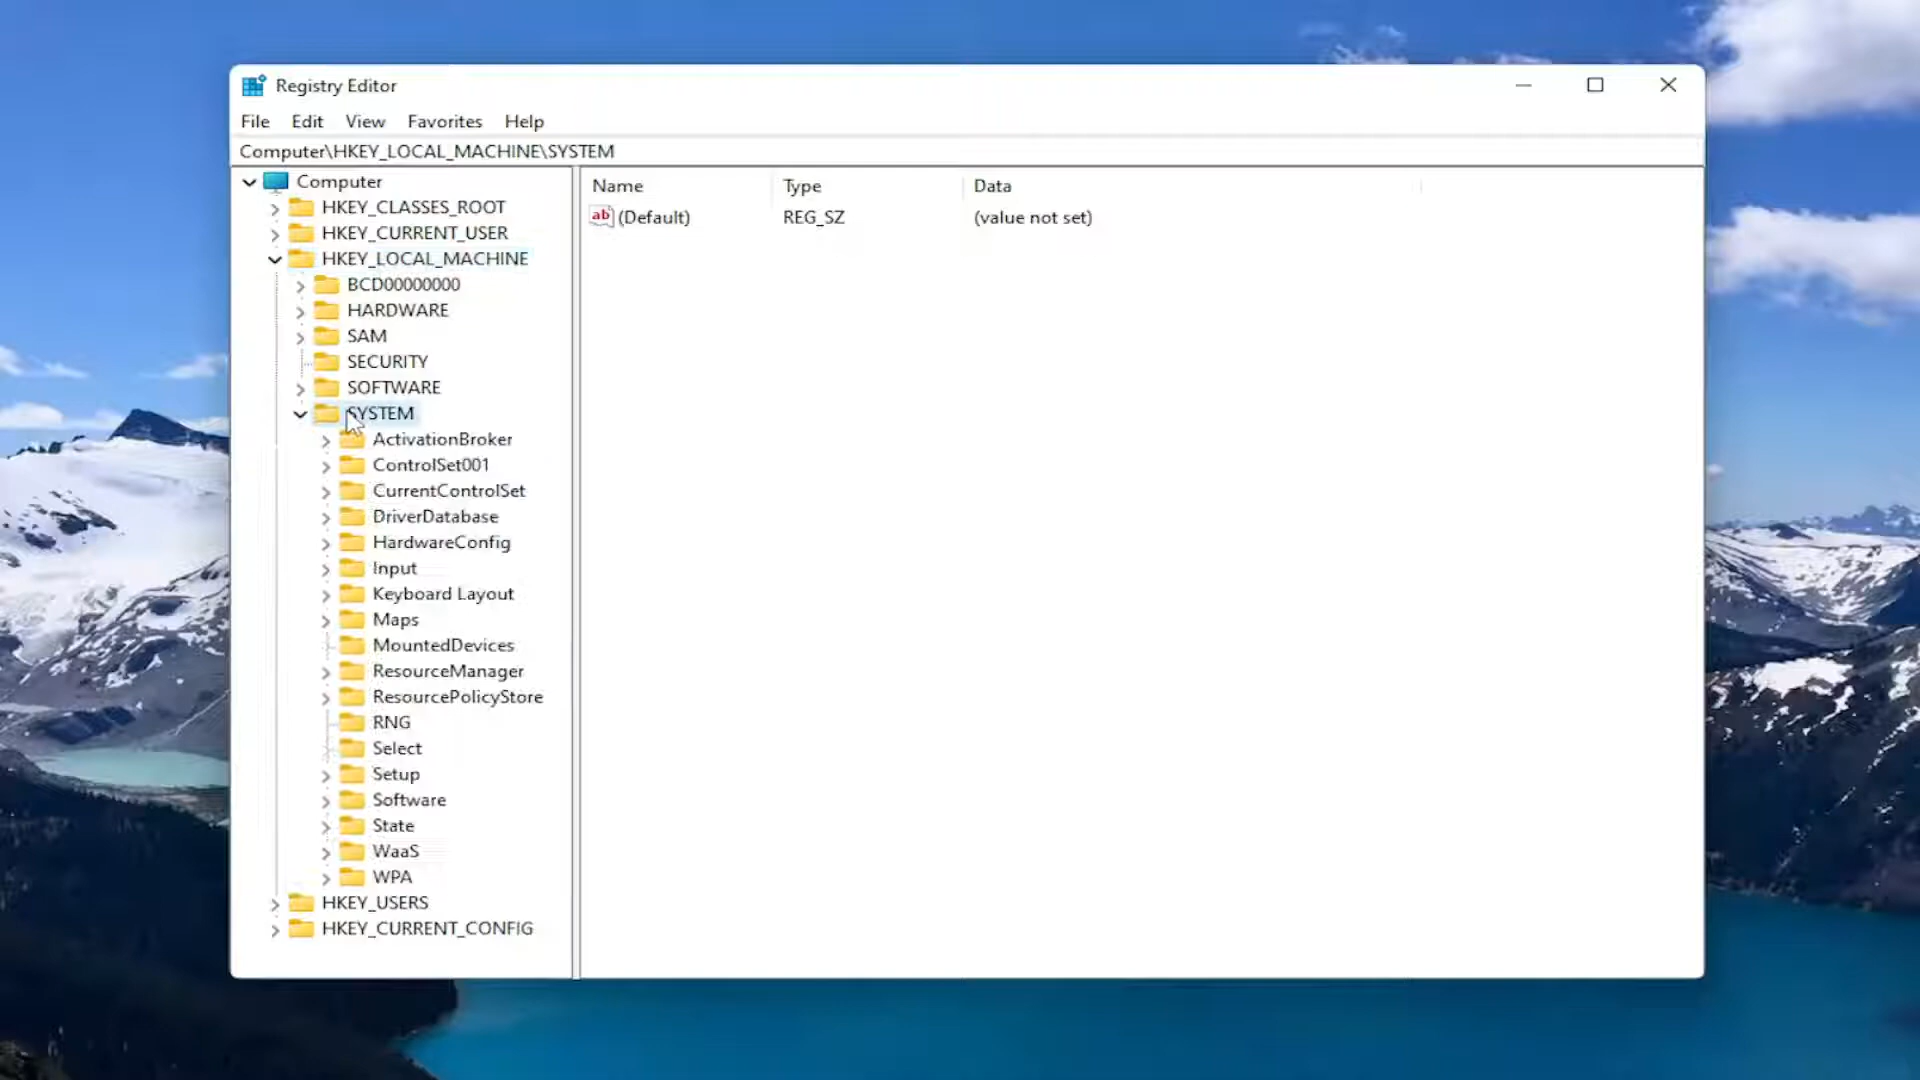 Registry Editor
File Edit View Favorites Help
Computer\HKEY_LOCAL_MACHINE\SYSTEM
Name Type Data
ab (Default) REG_SZ (value not set)
Computer
HKEY_CLASSES_ROOT
HKEY_CURRENT_USER
HKEY_LOCAL_MACHINE
BCD00000000
HARDWARE
SAM
SECURITY
SOFTWARE
SYSTEM
ActivationBroker
ControlSet001
CurrentControlSet
DriverDatabase
HardwareConfig
Input
Keyboard Layout
Maps
MountedDevices
ResourceManager
ResourcePolicyStore
RNG
Select
Setup
Software
State
WaaS
WPA
HKEY_USERS
HKEY_CURRENT_CONFIG